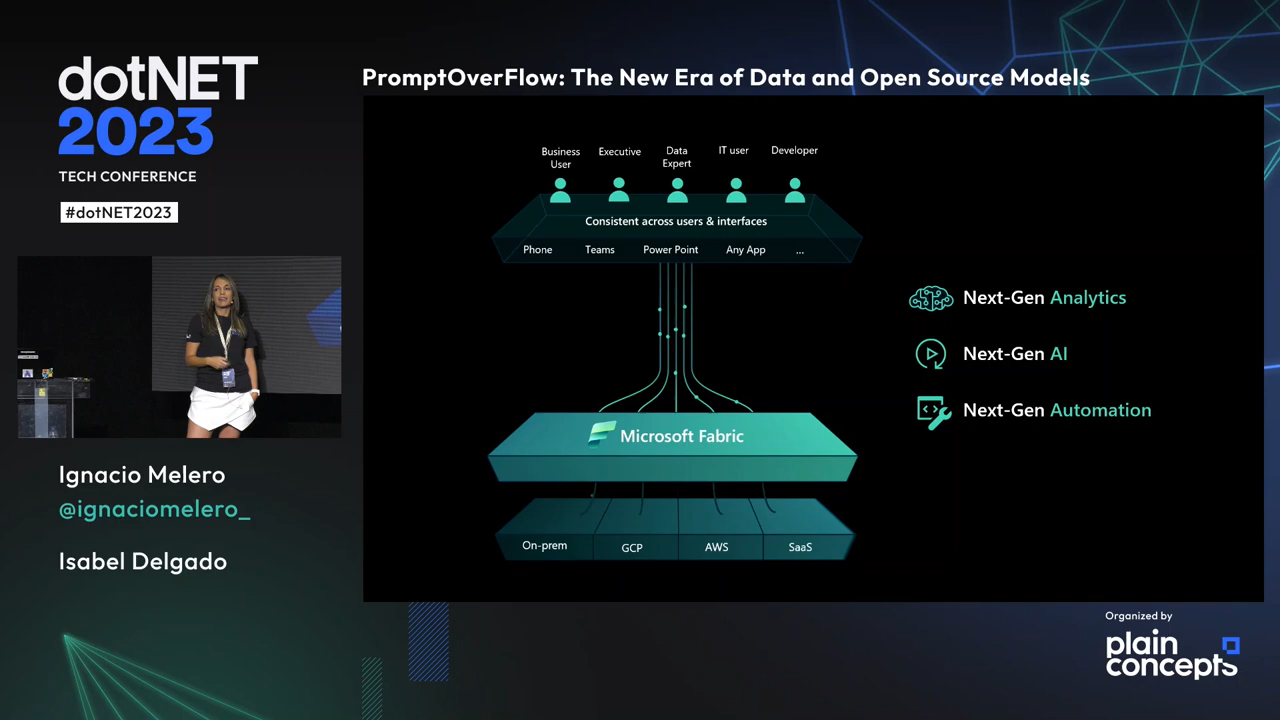 dotNET
2023
TECH CONFERENCE
#dotNET2023
Ignacio Melero
@ignaciomelero_
Isabel Delgado
PromptOverFlow: The New Era of Data and Open Source Models
Business User
Executive
Data Expert
IT user
Developer
Consistent across users & interfaces
Phone
Teams
Power Point
Any App
...
Microsoft Fabric
On-prem
GCP
AWS
SaaS
Next-Gen Analytics
Next-Gen AI
Next-Gen Automation
Organized by
plain
concepts